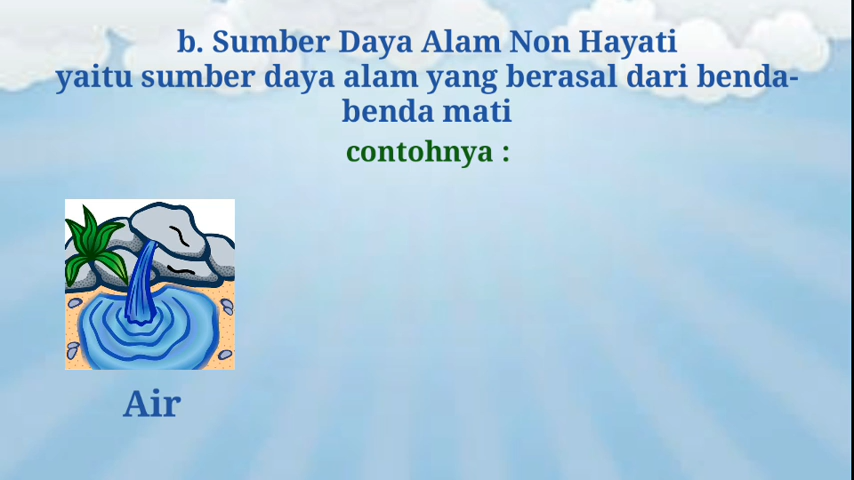 b. Sumber Daya Alam Non Hayati
yaitu sumber daya alam yang berasal dari benda-
benda mati
contohnya :
Air